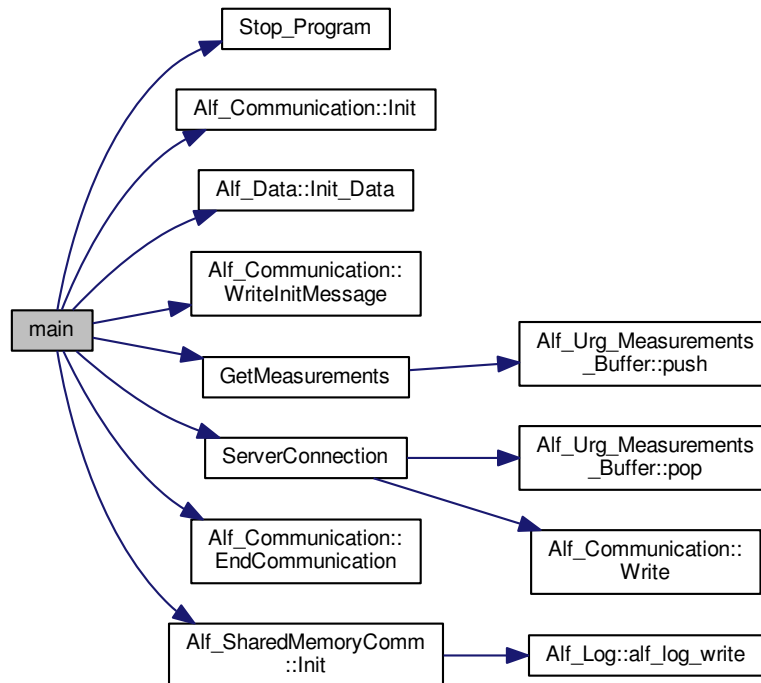 Stop_Program
Alf_Communication::Init
Alf_Data::Init_Data
Alf_Communication::
WriteInitMessage
main
GetMeasurements
Alf_Urg_Measurements
_Buffer::push
ServerConnection
Alf_Urg_Measurements
_Buffer::pop
Alf_Communication::
EndCommunication
Alf_Communication::
Write
Alf_SharedMemoryComm
::Init
Alf_Log::alf_log_write